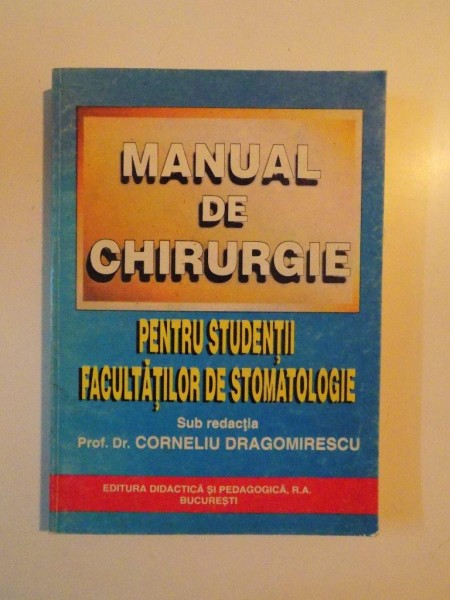 MANUAL
DE
CHIRURGIE
PENTRU STUDENȚII
FACULTĂȚILOR DE STOMATOLOGIE
Sub redacția
Prof. Dr. CORNELIU DRAGOMIRESCU
EDITURA DIDACTICĂ ȘI PEDAGOGICĂ, R.A.
BUCUREȘTI